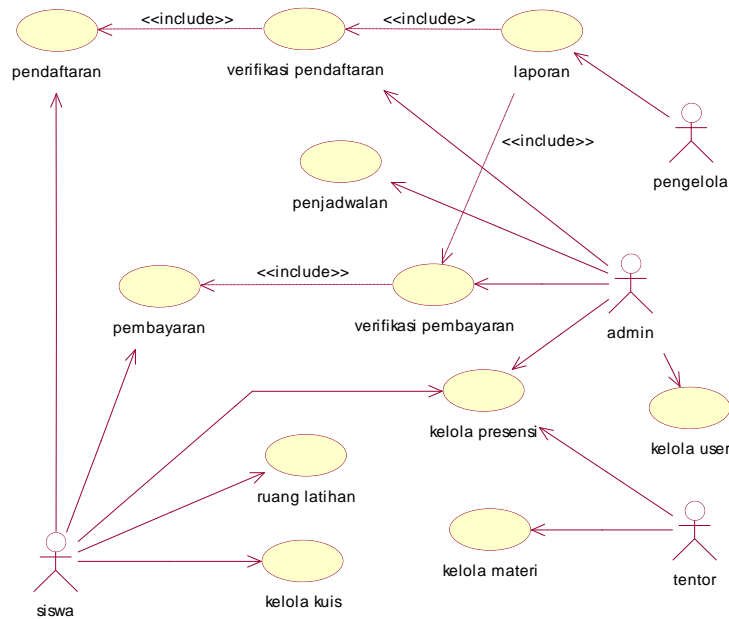 <<include>>
<<include>>
pendaftaran
verifikasi pendaftaran
laporan
<<include>>
pengelola
penjadwalan
<<include>>
pembayaran
verifikasi pembayaran
admin
kelola presensi
kelola user
ruang latihan
kelola materi
tentor
siswa
kelola kuis